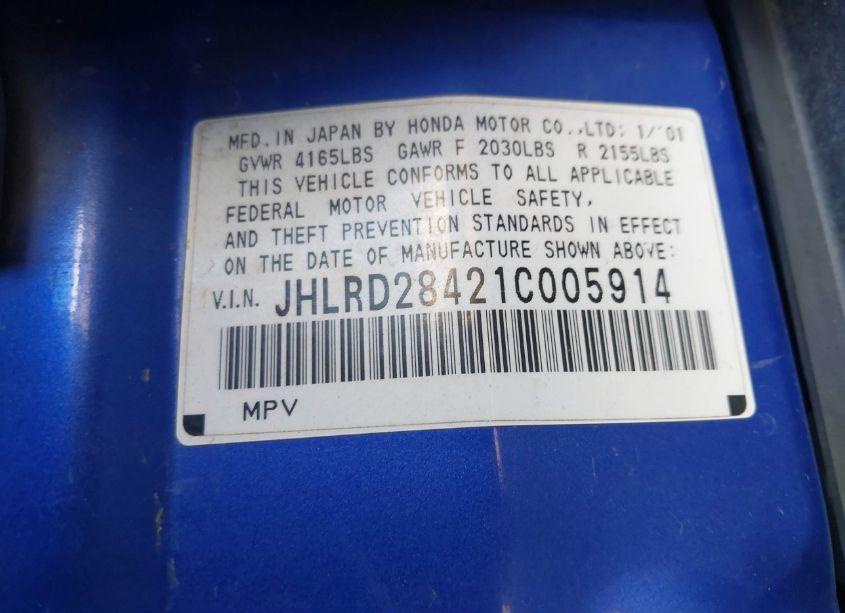 MFD. IN JAPAN BY HONDA MOTOR CO.,LTD: 1/'01
GVWR 4165LBS GAWR F 2030LBS R 2155LBS
THIS VEHICLE CONFORMS TO ALL APPLICABLE
FEDERAL MOTOR VEHICLE SAFETY,
AND THEFT PREVENTION STANDARDS IN EFFECT
ON THE DATE OF MANUFACTURE SHOWN ABOVE:
V.I.N. JHLRD28421C005914
MPV